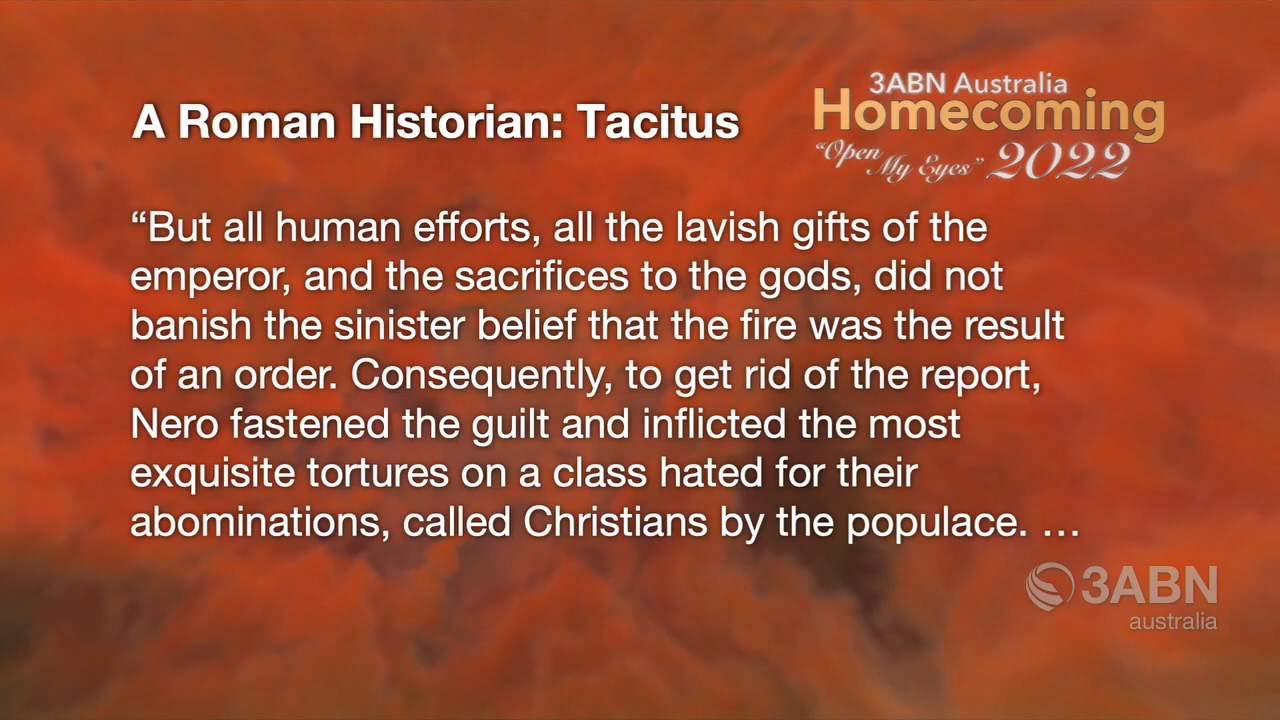 3ABN Australia
A Roman Historian: Tacitus
Homecoming
“Open My Eyes” 2022
“But all human efforts, all the lavish gifts of the
emperor, and the sacrifices to the gods, did not
banish the sinister belief that the fire was the result
of an order. Consequently, to get rid of the report,
Nero fastened the guilt and inflicted the most
exquisite tortures on a class hated for their
abominations, called Christians by the populace. …
3ABN
australia